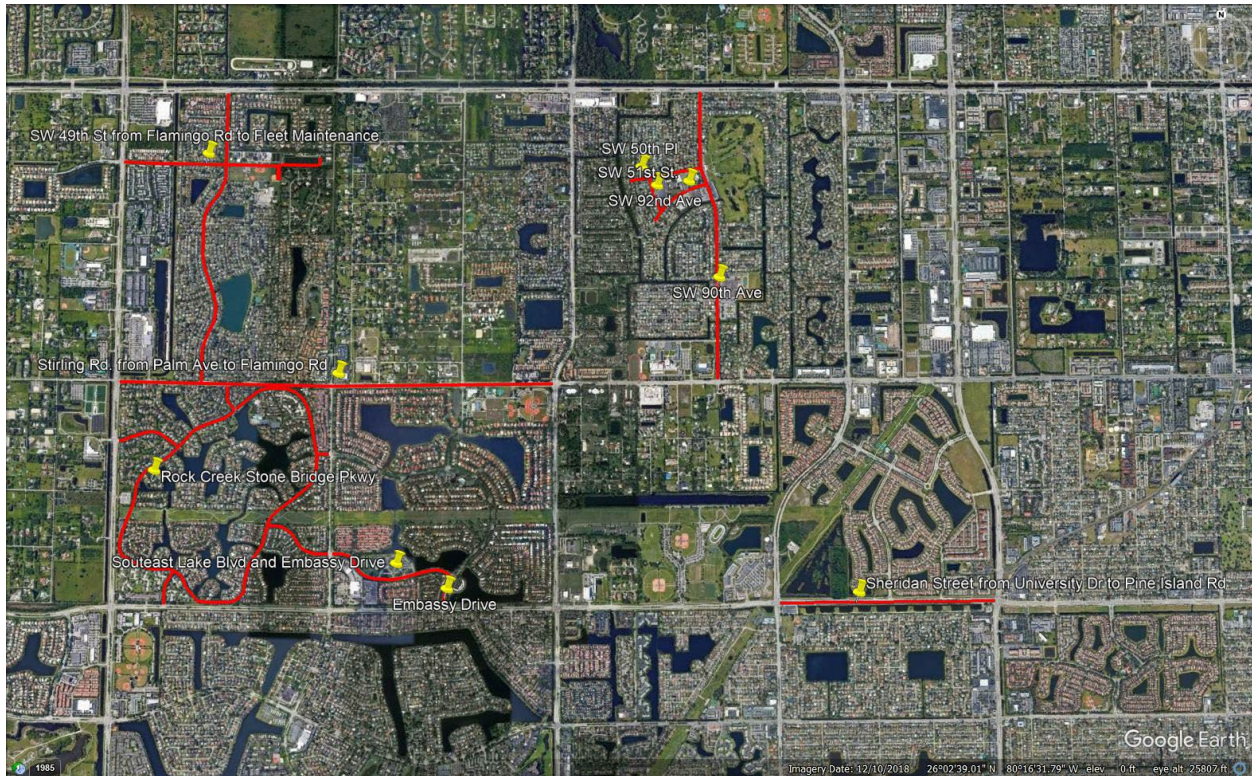 N
SW 49th St from Flamingo Rd to Fleet Maintenance
SW 50th Pl
SW 51st St
SW 92nd Ave
SW 90th Ave
Stirling Rd. from Palm Ave to Flamingo Rd
Rock Creek Stone Bridge Pkwy
Souteast Lake Blvd and Embassy Drive
Sheridan Street from University Dr to Pine Island Rd
Embassy Drive
Google Earth
1985
Imagery Date: 12/10/2018 26°02'39.01" N 80°16'31.79" W elev 0 ft eye alt 25807 ft